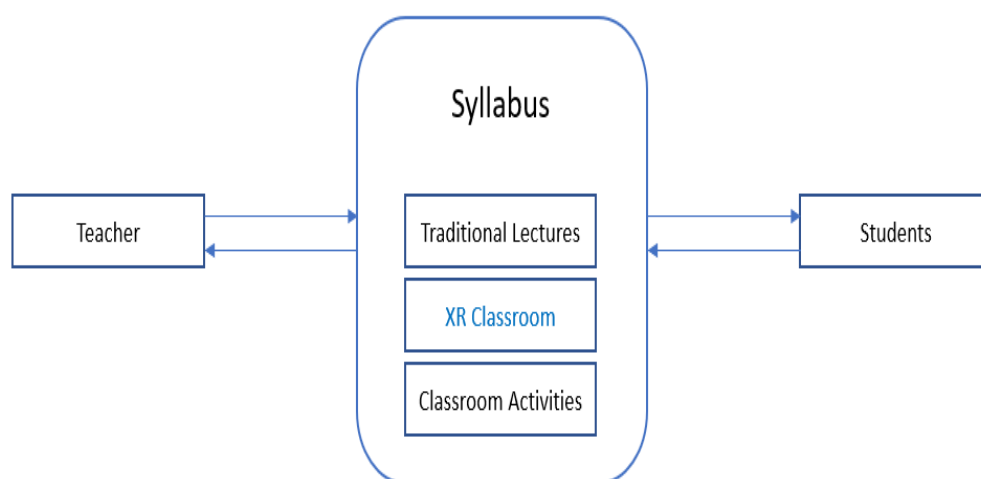 Syllabus
Teacher
Traditional Lectures
Students
XR Classroom
Classroom Activities